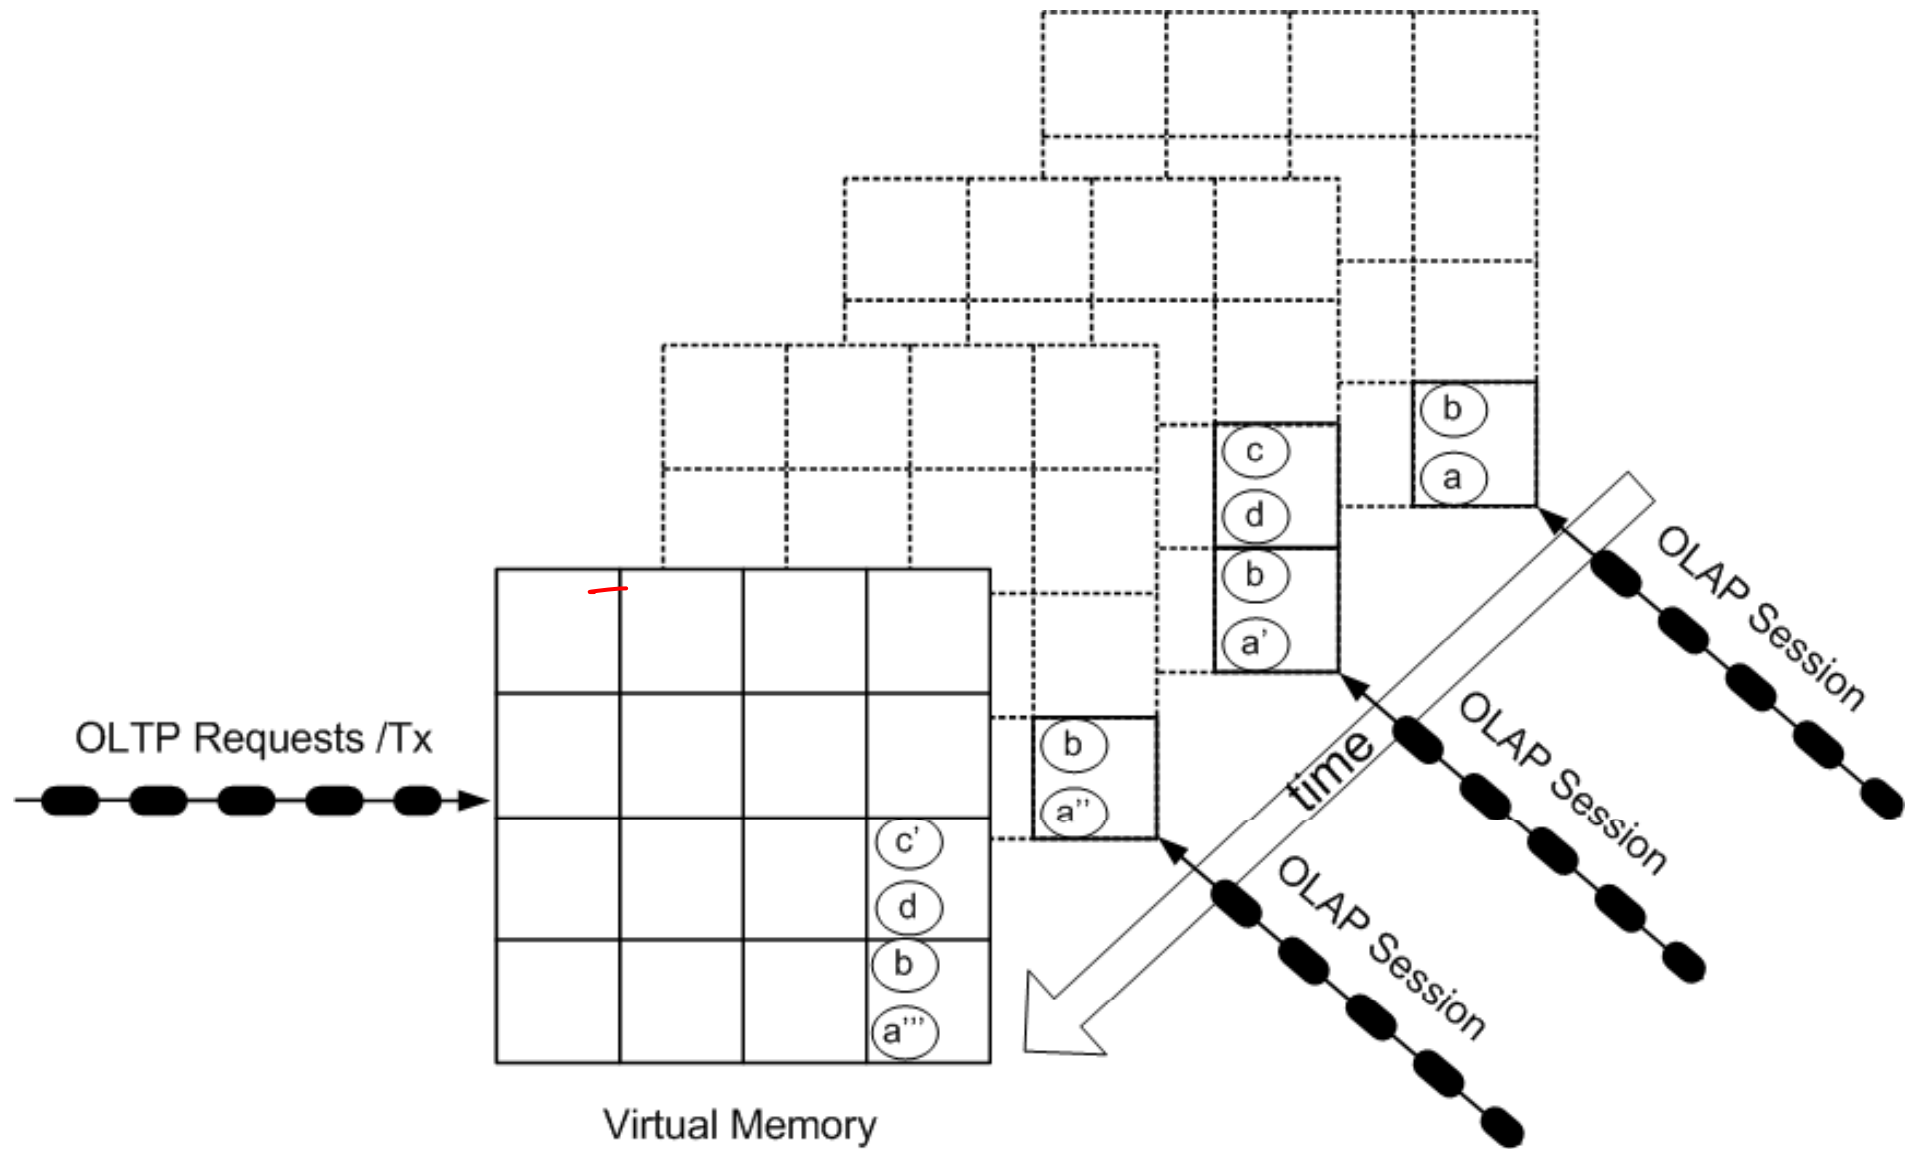 b
a
c
d
b
a'
OLAP Session
OLAP Session
OLTP Requests /Tx
b
a''
time
OLAP Session
c'
d
b
a'''
Virtual Memory